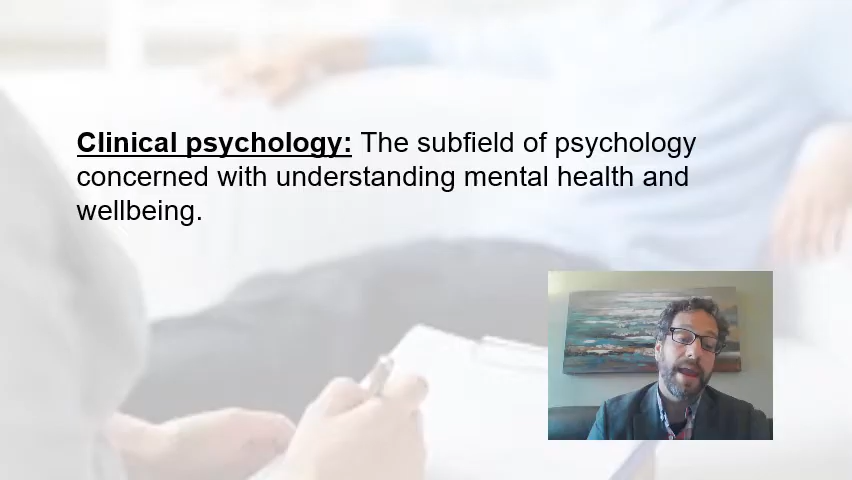 Clinical psychology: The subfield of psychology
concerned with understanding mental health and
wellbeing.